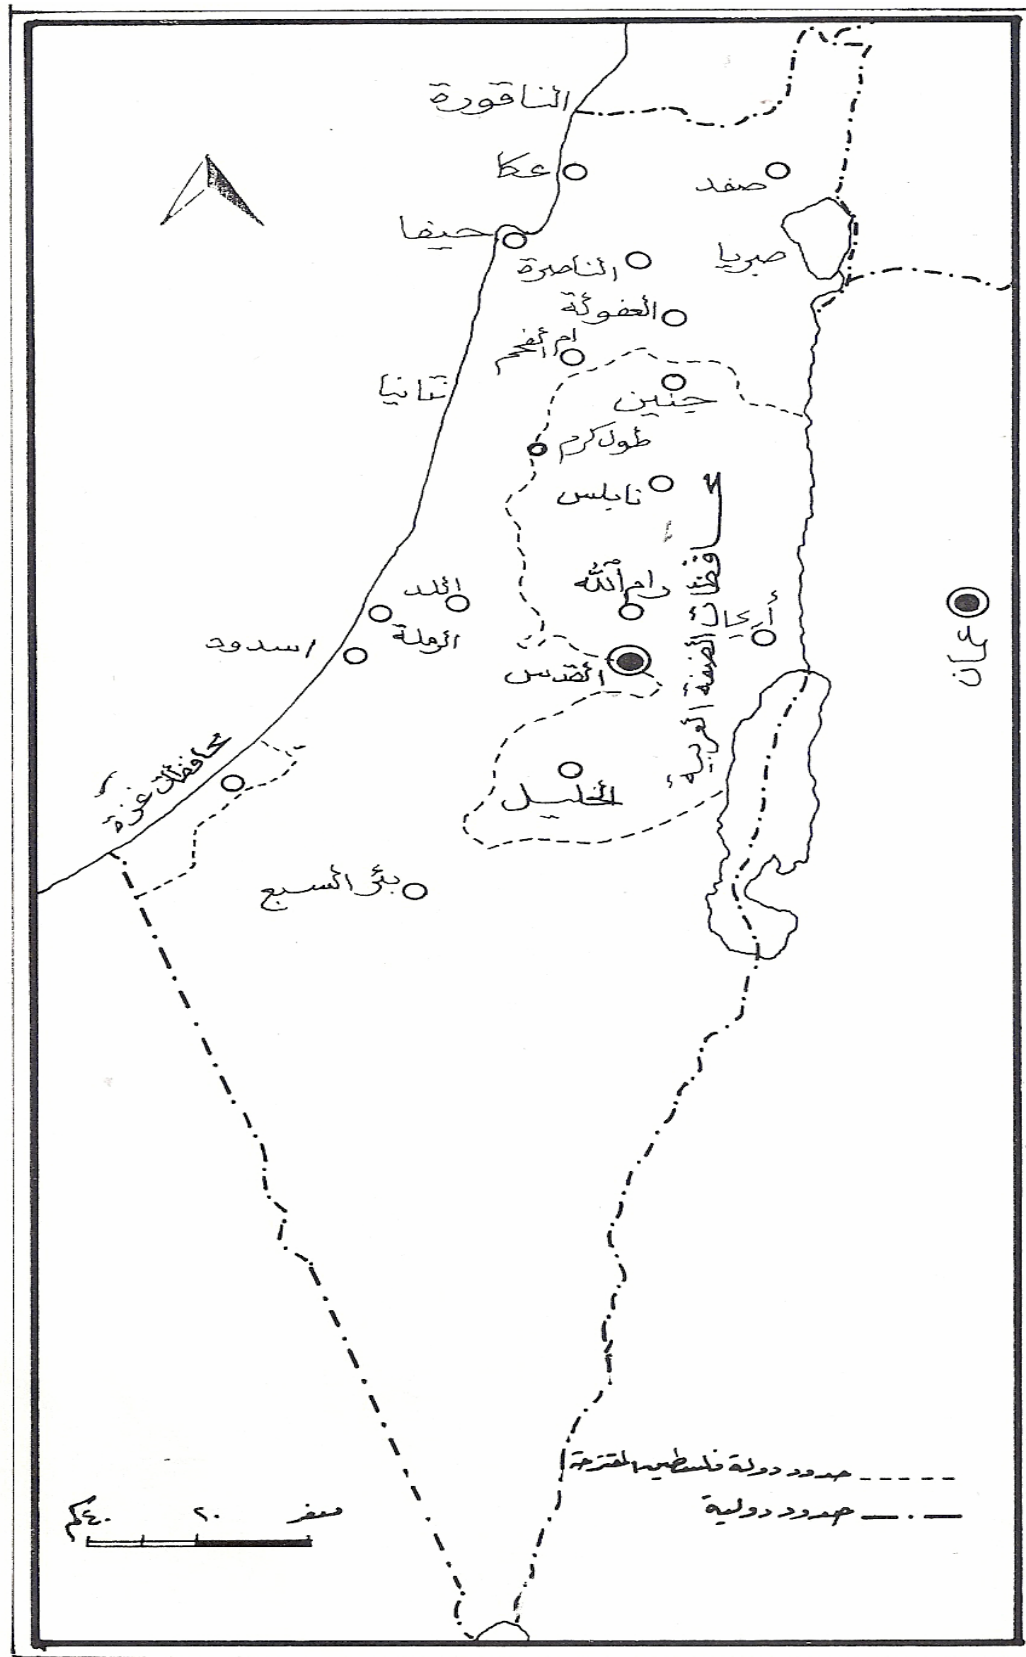 الناقورة
عكا
صفد
حيفا
صبريا
الناصرة
العفولة
ام الفحم
نتانيا
جنين
طولكرم
نابلس
رام الله
اللد
الرملة
أريحا
عمان
اسدود
القدس
محافظات الضفة الغربية
محافظات غزة
الخليل
بئر السبع
حدود دولة فلسطين المقترحة
حدود دولية
صفر ٢٠ ٤٠كم